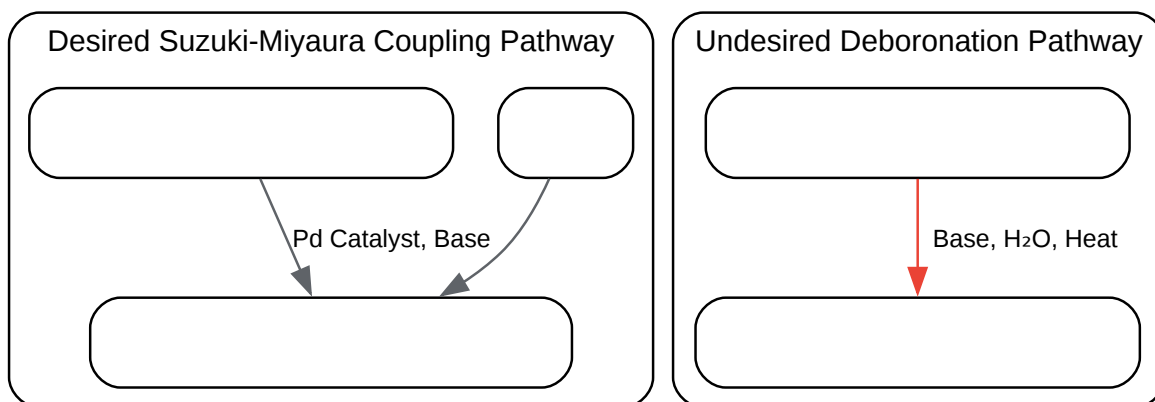 Desired Suzuki-Miyaura Coupling Pathway
Undesired Deboronation Pathway
Pd Catalyst, Base
Base, H₂O, Heat